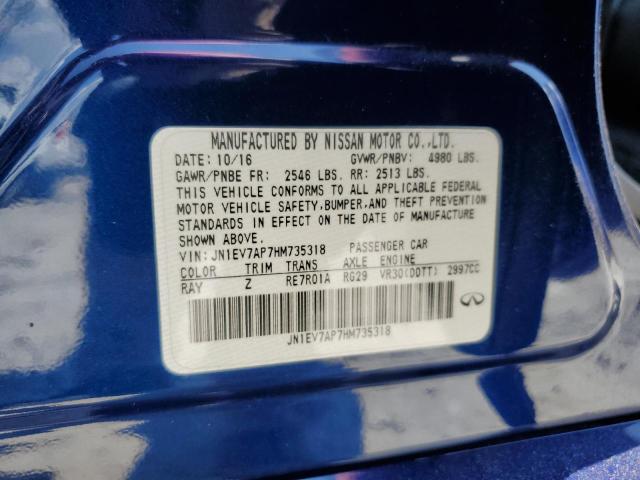 MANUFACTURED BY NISSAN MOTOR CO.,LTD.
DATE: 10/16 GVWR/PNBV: 4980 LBS.
GAWR/PNBE FR: 2546 LBS. RR: 2513 LBS.
THIS VEHICLE CONFORMS TO ALL APPLICABLE FEDERAL
MOTOR VEHICLE SAFETY, BUMPER, AND THEFT PREVENTION
STANDARDS IN EFFECT ON THE DATE OF MANUFACTURE
SHOWN ABOVE.
VIN: JN1EV7AP7HM735318 PASSENGER CAR
COLOR TRIM TRANS AXLE ENGINE
RAY Z RE7R01A RG29 VR30(DDTT) 2997CC
JN1EV7AP7HM735318